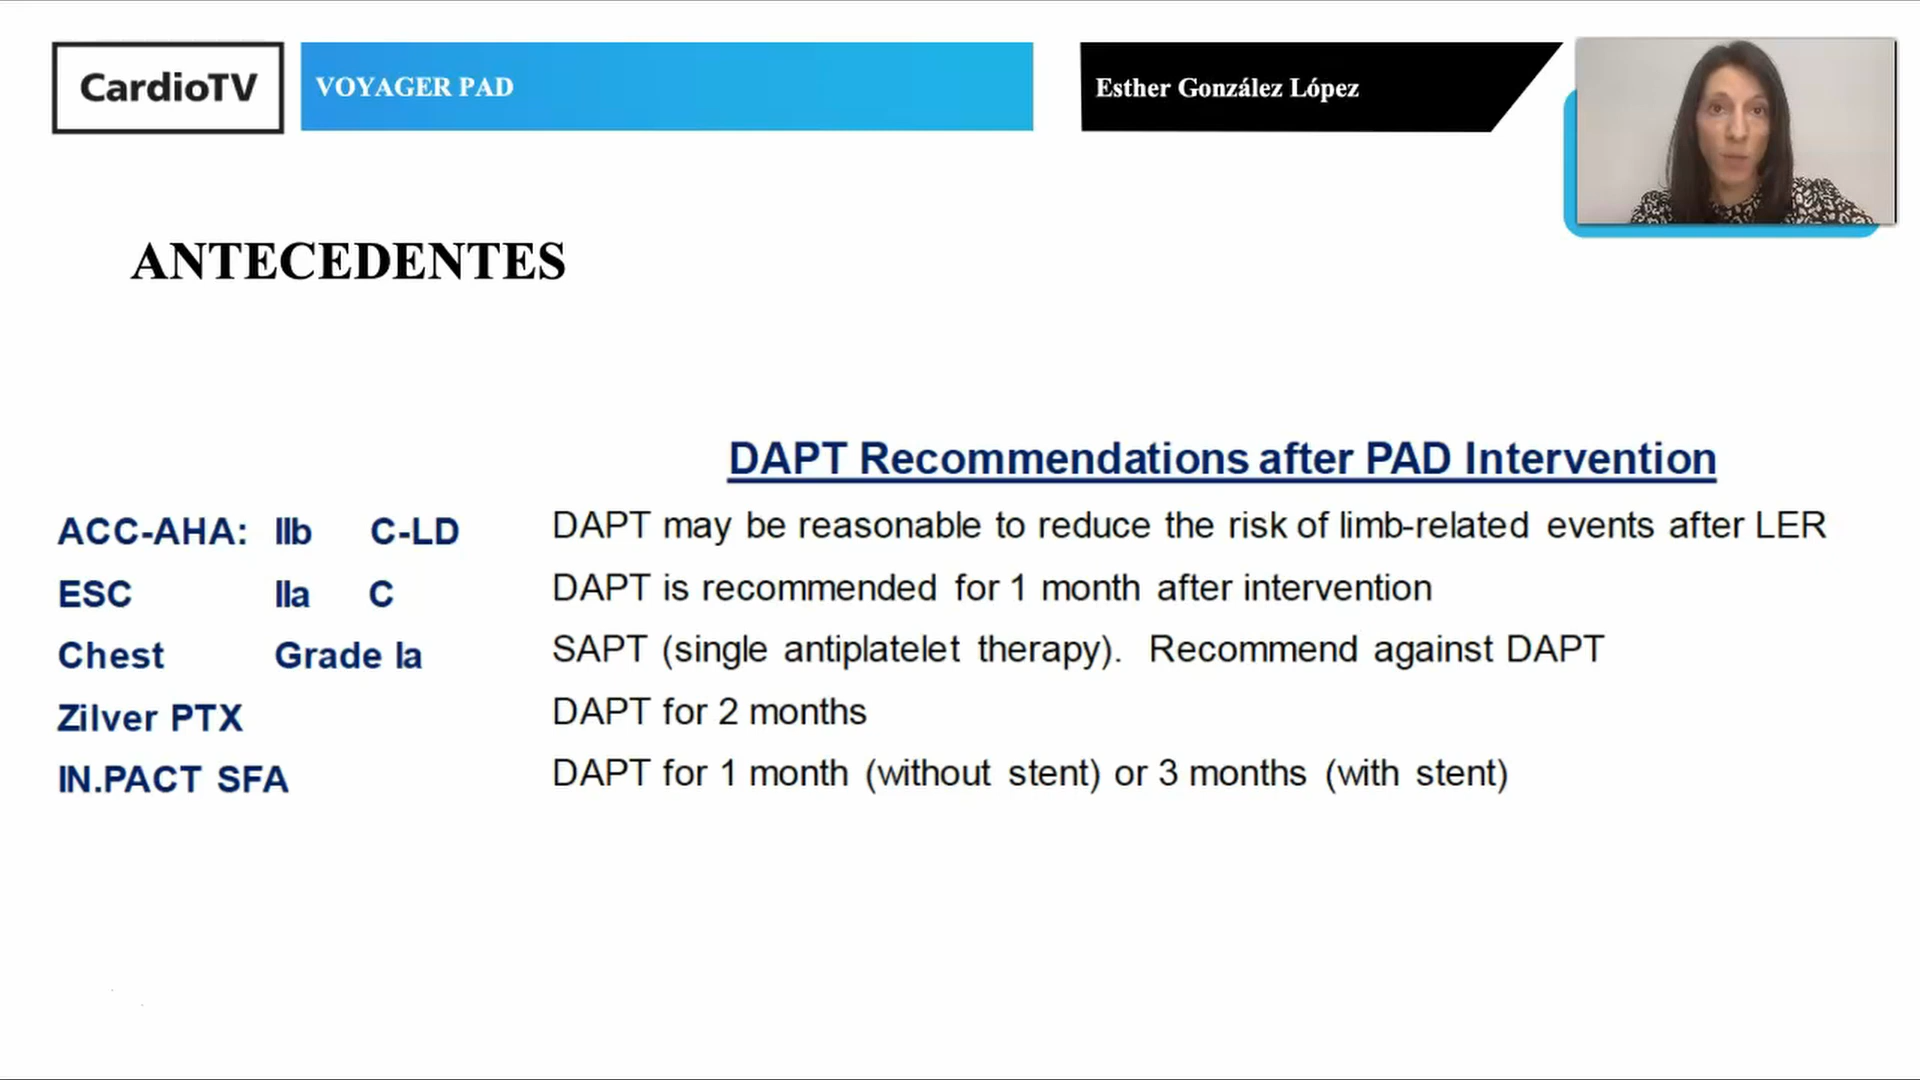 CardioTV
VOYAGER PAD
Esther González López
ANTECEDENTES
DAPT Recommendations after PAD Intervention
ACC-AHA: IIb C-LD DAPT may be reasonable to reduce the risk of limb-related events after LER
ESC IIa C DAPT is recommended for 1 month after intervention
Chest Grade Ia SAPT (single antiplatelet therapy). Recommend against DAPT
Zilver PTX DAPT for 2 months
IN.PACT SFA DAPT for 1 month (without stent) or 3 months (with stent)